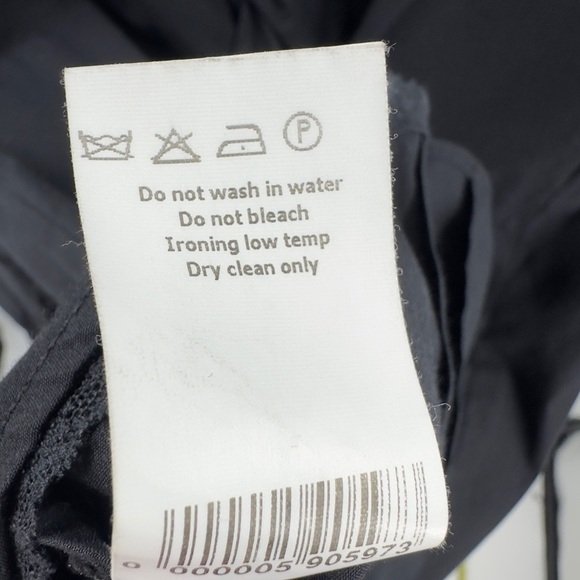 P
Do not wash in water
Do not bleach
Ironing low temp
Dry clean only
0 000005 905973